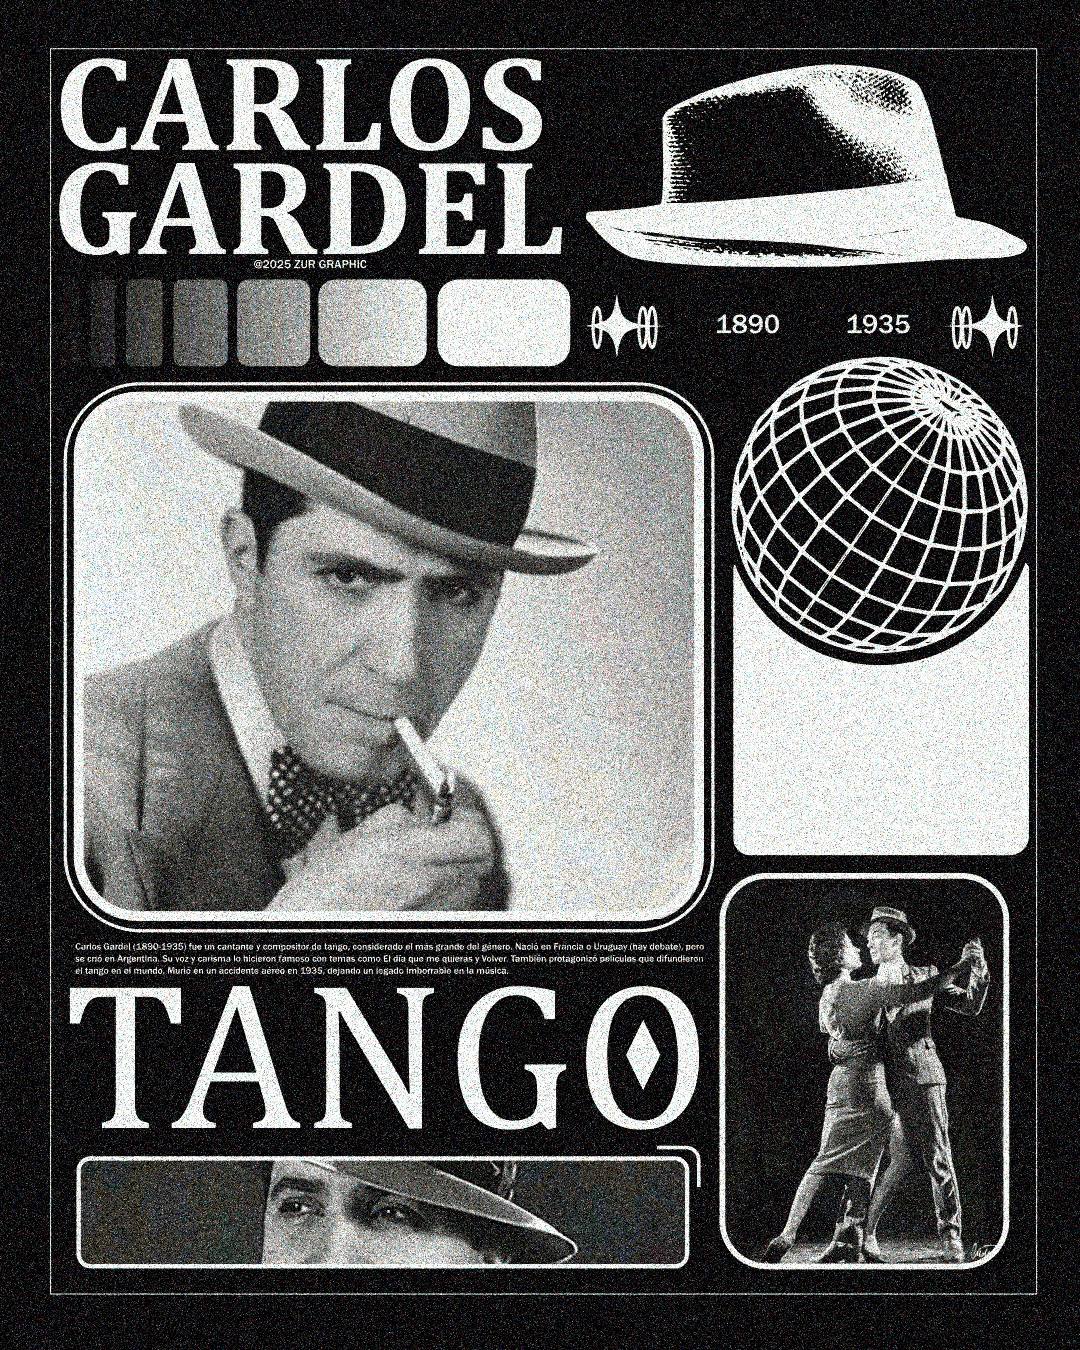 CARLOS
GARDEL
@2025 ZUR GRAPHIC
1890 1935
Carlos Gardel (1890-1935) fue un cantante y compositor de tango, considerado el más grande del género. Nació en Francia o Uruguay (hay debate), pero
se crió en Argentina. Su voz y carisma lo hicieron famoso con temas como El día que me quieras y Volver. También protagonizó películas que difundieron
el tango en el mundo. Murió en un accidente aéreo en 1935, dejando un legado imborrable en la música.
TANGO